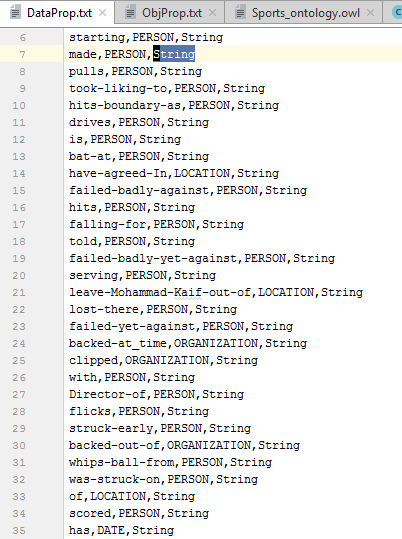 DataProp.txt × ObjProp.txt × Sports_ontology.owl × C
6 starting,PERSON,String
7 made,PERSON,String
8 pulls,PERSON,String
9 took-liking-to,PERSON,String
10 hits-boundary-as,PERSON,String
11 drives,PERSON,String
12 is,PERSON,String
13 bat-at,PERSON,String
14 have-agreed-In,LOCATION,String
15 failed-badly-against,PERSON,String
16 hits,PERSON,String
17 falling-for,PERSON,String
18 told,PERSON,String
19 failed-badly-yet-against,PERSON,String
20 serving,PERSON,String
21 leave-Mohammad-Kaif-out-of,LOCATION,String
22 lost-there,PERSON,String
23 failed-yet-against,PERSON,String
24 backed-at_time,ORGANIZATION,String
25 clipped,ORGANIZATION,String
26 with,PERSON,String
27 Director-of,PERSON,String
28 flicks,PERSON,String
29 struck-early,PERSON,String
30 backed-out-of,ORGANIZATION,String
31 whips-ball-from,PERSON,String
32 was-struck-on,PERSON,String
33 of,LOCATION,String
34 scored,PERSON,String
35 has,DATE,String